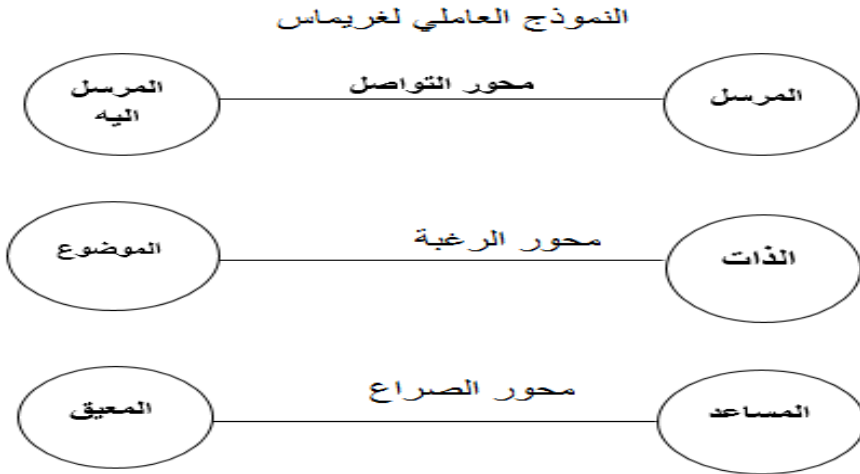 النموذج العاملي لغريماس
المرسل
محور التواصل
المرسل
اليه
الذات
محور الرغبة
الموضوع
المساعد
محور الصراع
المعيق